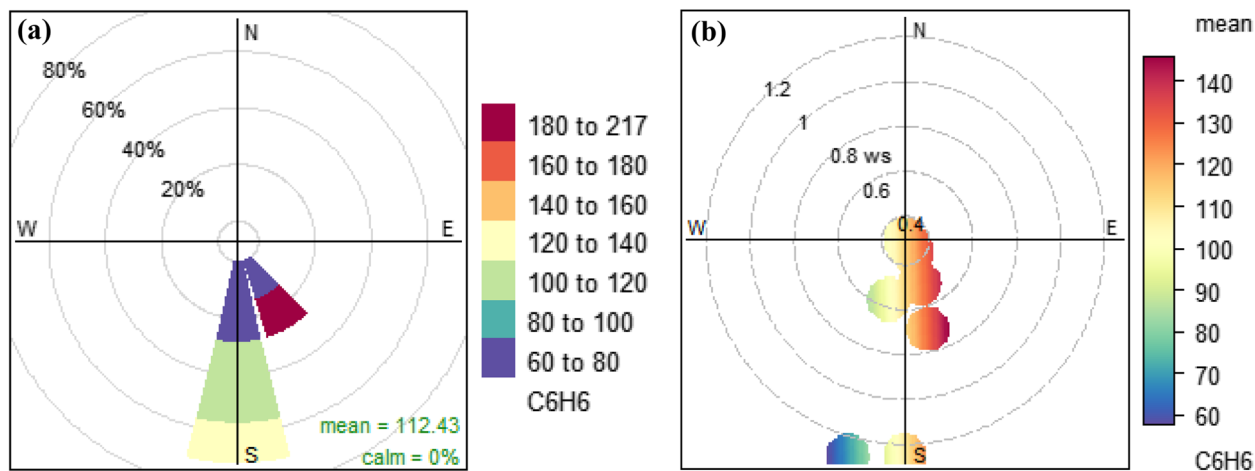 (a)
N
80%
60%
40%
20%
W
E
S
mean = 112.43
calm = 0%
180 to 217
160 to 180
140 to 160
120 to 140
100 to 120
80 to 100
60 to 80
C6H6
(b)
N
1.2
1
0.8 ws
0.6
0.4
W
E
S
mean
140
130
120
110
100
90
80
70
60
C6H6